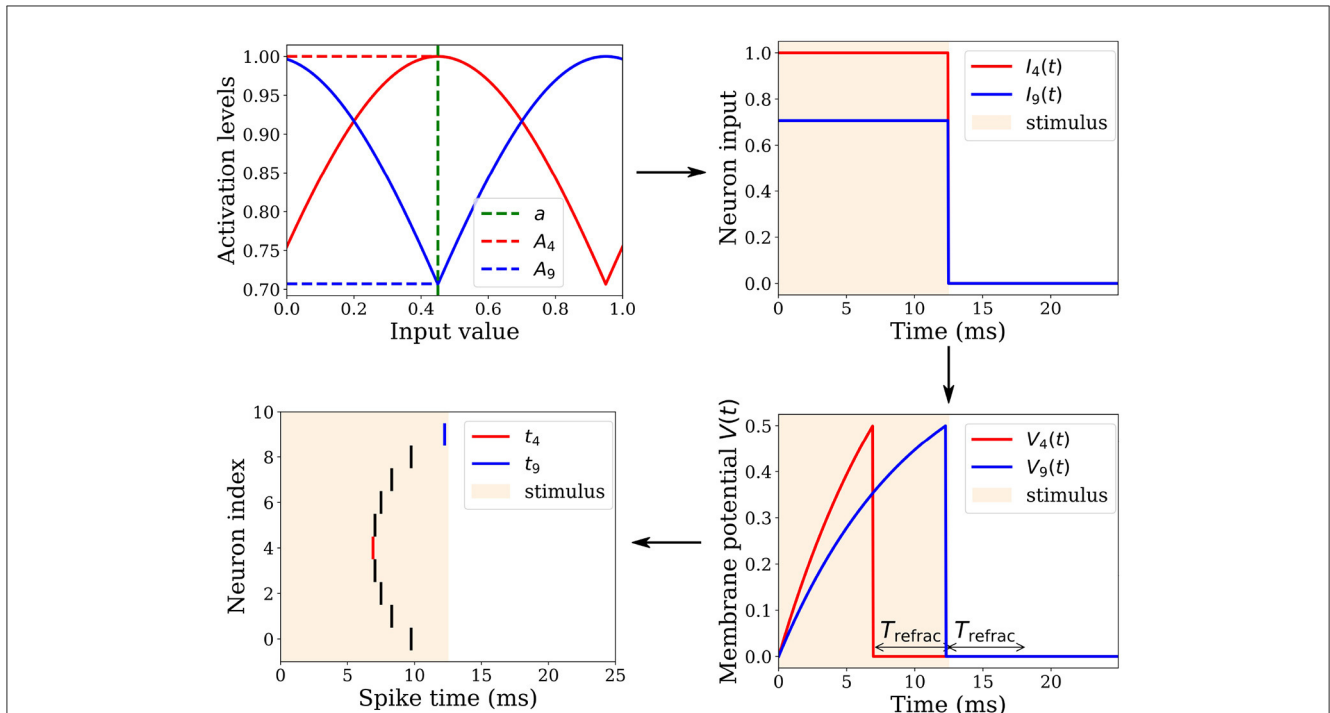 1.00
0.95
0.90
0.85
0.80
0.75
0.70
Activation levels
a
A4
A9
0.0 0.2 0.4 0.6 0.8 1.0
Input value
1.0
0.8
0.6
0.4
0.2
0.0
Neuron input
I4(t)
I9(t)
stimulus
0 5 10 15 20
Time (ms)
10
8
6
4
2
0
Neuron index
t4
t9
stimulus
0 5 10 15 20 25
Spike time (ms)
0.5
0.4
0.3
0.2
0.1
0.0
Membrane potential V(t)
V4(t)
V9(t)
stimulus
Trefrac Trefrac
0 5 10 15 20
Time (ms)